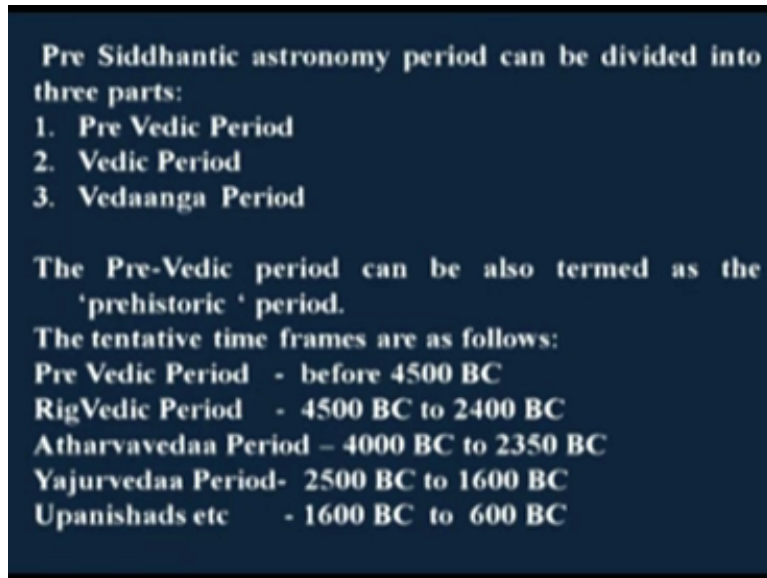 Pre Siddhantic astronomy period can be divided into
three parts:
1. Pre Vedic Period
2. Vedic Period
3. Vedaanga Period
The Pre-Vedic period can be also termed as the
‘prehistoric ‘ period.
The tentative time frames are as follows:
Pre Vedic Period - before 4500 BC
RigVedic Period - 4500 BC to 2400 BC
Atharvavedaa Period – 4000 BC to 2350 BC
Yajurvedaa Period- 2500 BC to 1600 BC
Upanishads etc - 1600 BC to 600 BC